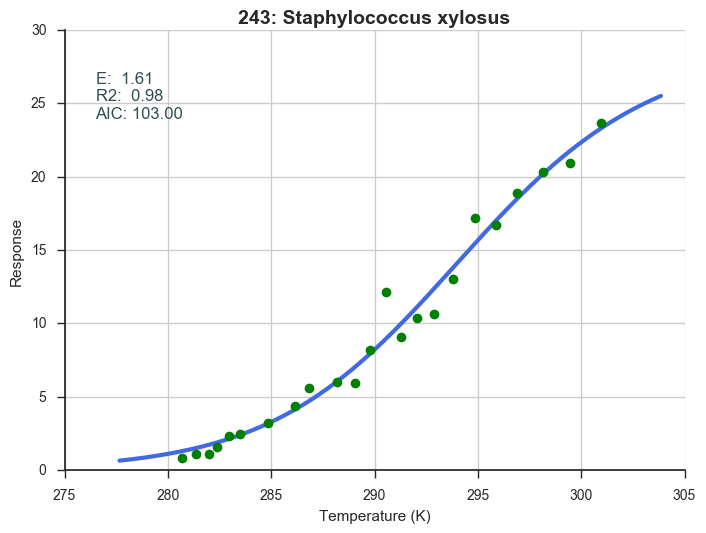 243: Staphylococcus xylosus
30
E:  1.61
R2:  0.98
AIC: 103.00
25
20
15
10
5
0
Response
275 280 285 290 295 300 305
Temperature (K)